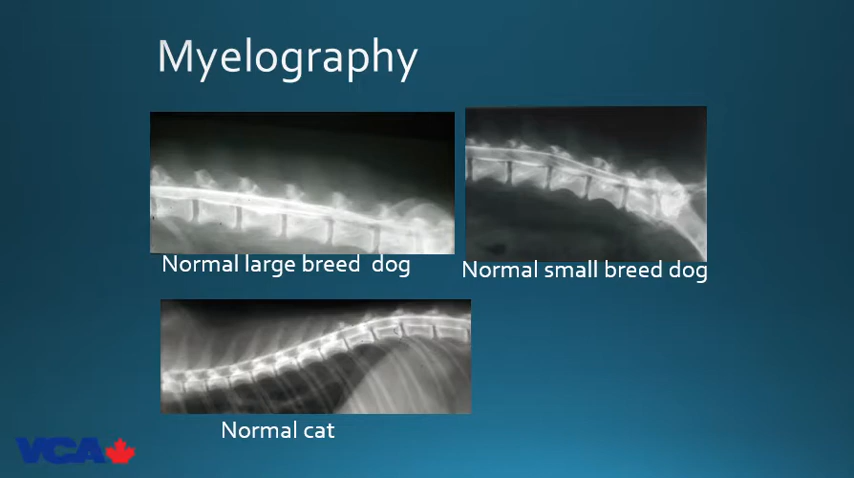 Myelography
Normal large breed dog
Normal small breed dog
Normal cat
VCA